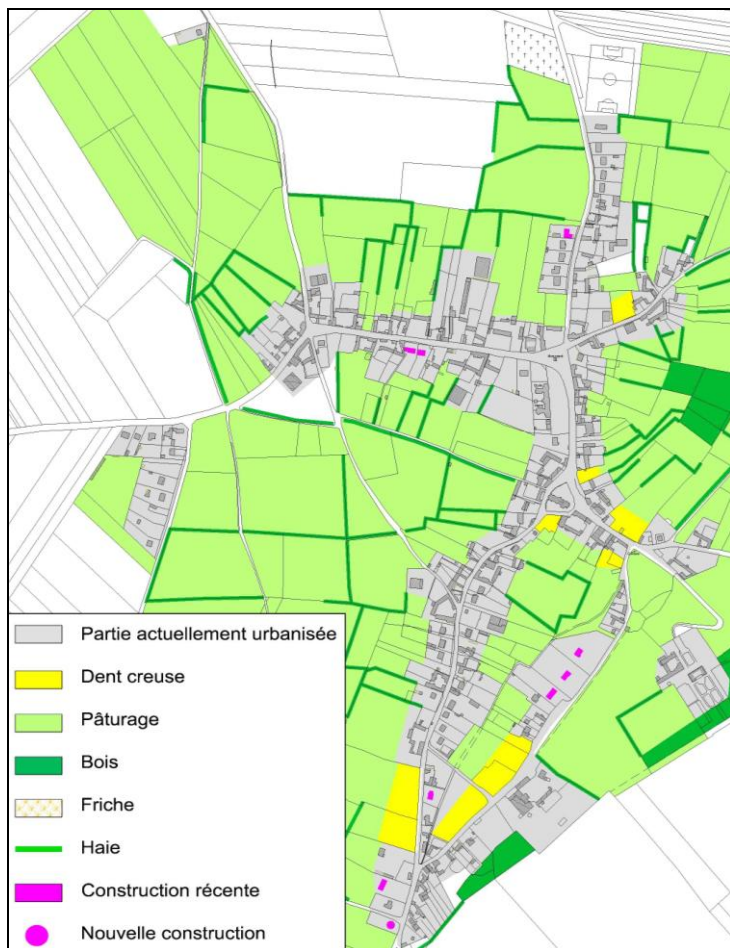 Partie actuellement urbanisée
Dent creuse
Pâturage
Bois
Friche
Haie
Construction récente
Nouvelle construction